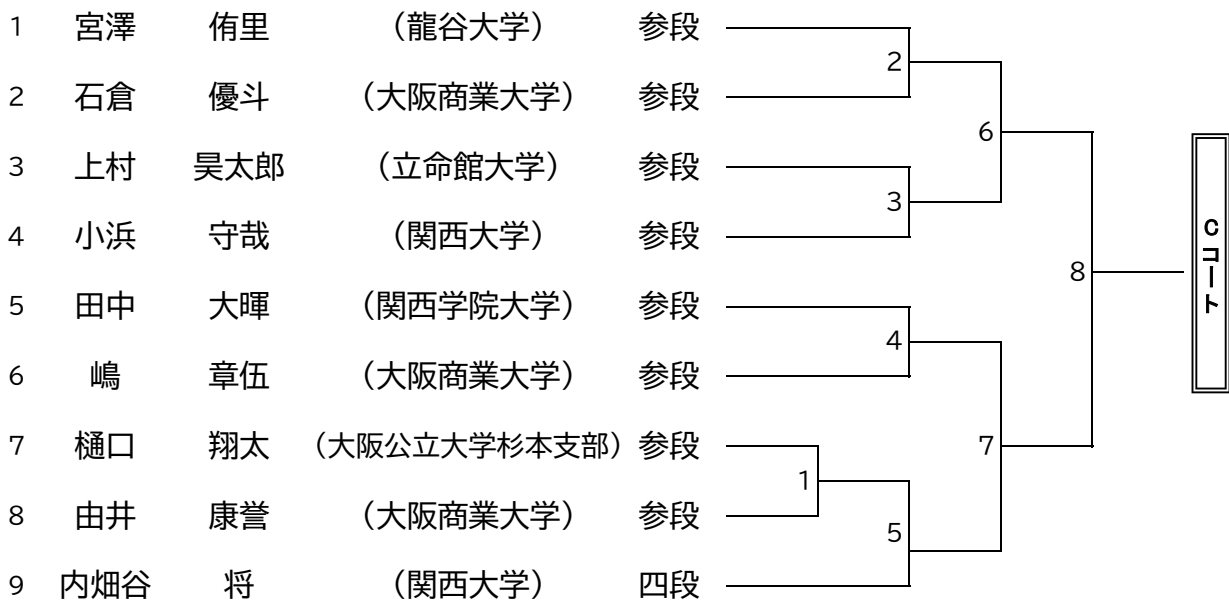 1 宮澤 侑里 （龍谷大学） 参段
2
2 石倉 優斗 （大阪商業大学） 参段
6
3 上村 昊太郎 （立命館大学） 参段
3
4 小浜 守哉 （関西大学） 参段
8
Cコート
5 田中 大暉 （関西学院大学） 参段
4
6 嶋 章伍 （大阪商業大学） 参段
7 樋口 翔太 （大阪公立大学杉本支部） 参段
7
1
8 由井 康誉 （大阪商業大学） 参段
5
9 内畑谷 将 （関西大学） 四段